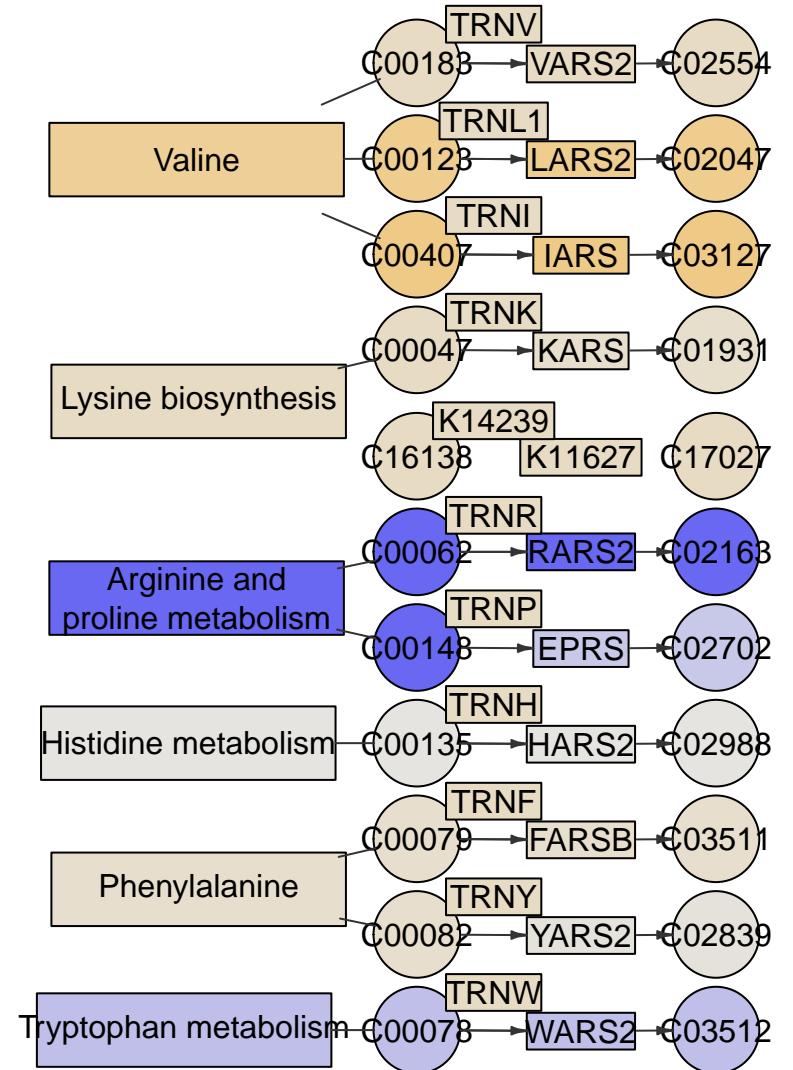 TRNV
C00183 VARS2 C02554
TRNL1
Valine C00123 LARS2 C02047
TRNI
C00407 IARS C03127
TRNK
C00047 KARS C01931
Lysine biosynthesis
K14239
C16138 K11627 C17027
TRNR
C00062 RARS2 C02163
Arginine and
proline metabolism
TRNP
C00148 EPRS C02702
TRNH
Histidine metabolism C00135 HARS2 C02988
TRNF
C00079 FARSB C03511
Phenylalanine
TRNY
C00082 YARS2 C02839
TRNW
Tryptophan metabolism C00078 WARS2 C03512